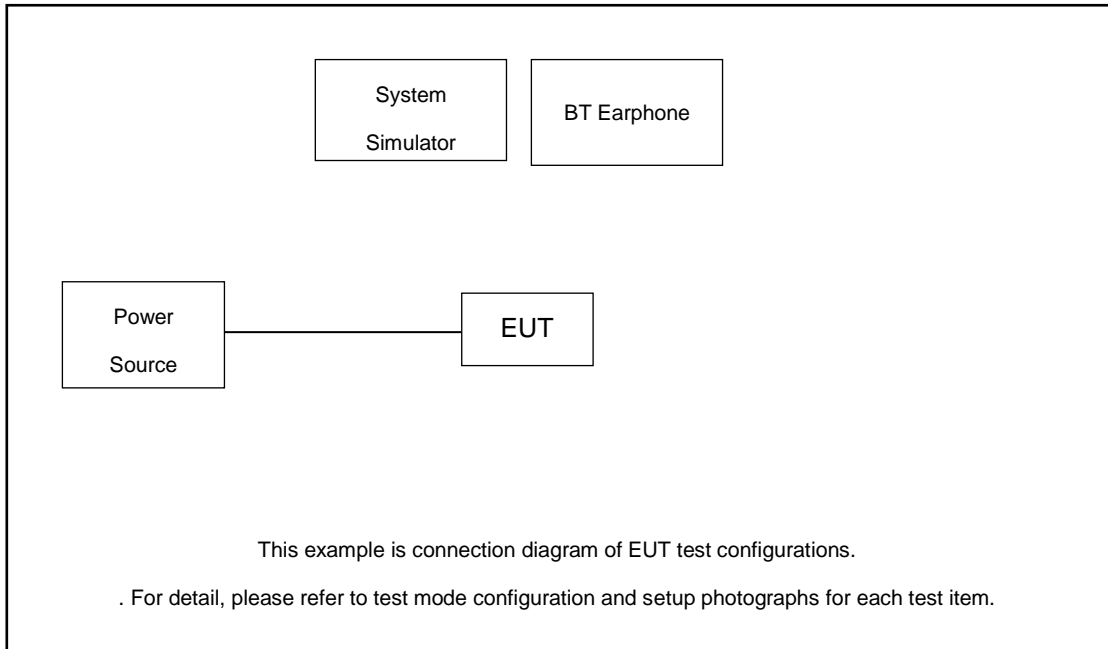 System
Simulator
BT Earphone
Power
Source
EUT
This example is connection diagram of EUT test configurations.
. For detail, please refer to test mode configuration and setup photographs for each test item.